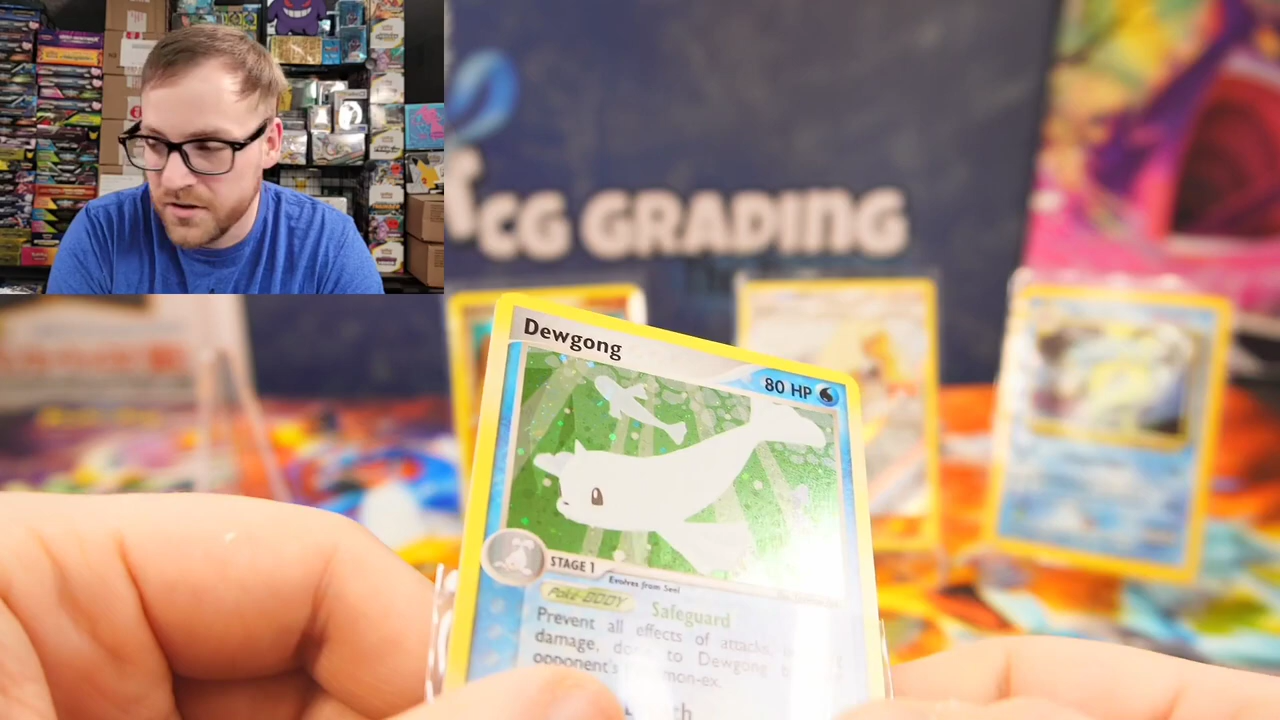 CG GRADING
Dewgong
80 HP
STAGE 1
Evolves from Seel
Poké-BODY Safeguard
Prevent all effects of attacks,
damage, done to Dewgong
opponent's mon-ex.